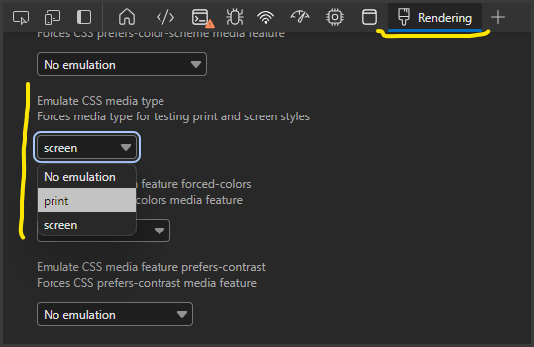 Rendering
Forces CSS prefers-color-scheme media feature
No emulation
Emulate CSS media type
Forces media type for testing print and screen styles
screen
No emulation
print
screen
feature forced-colors
colors media feature
Emulate CSS media feature prefers-contrast
Forces CSS prefers-contrast media feature
No emulation